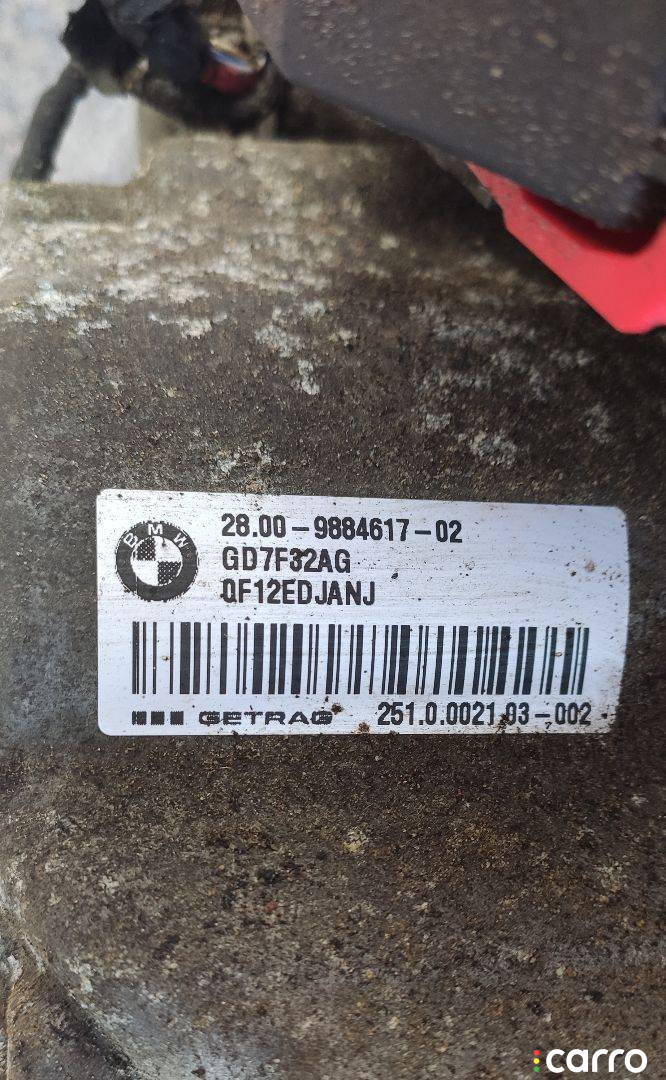 BMW
28.00-9884617-02
GD7F32AG
QF12EDJANJ
GETRAG 251.0.0021.03-002
carro